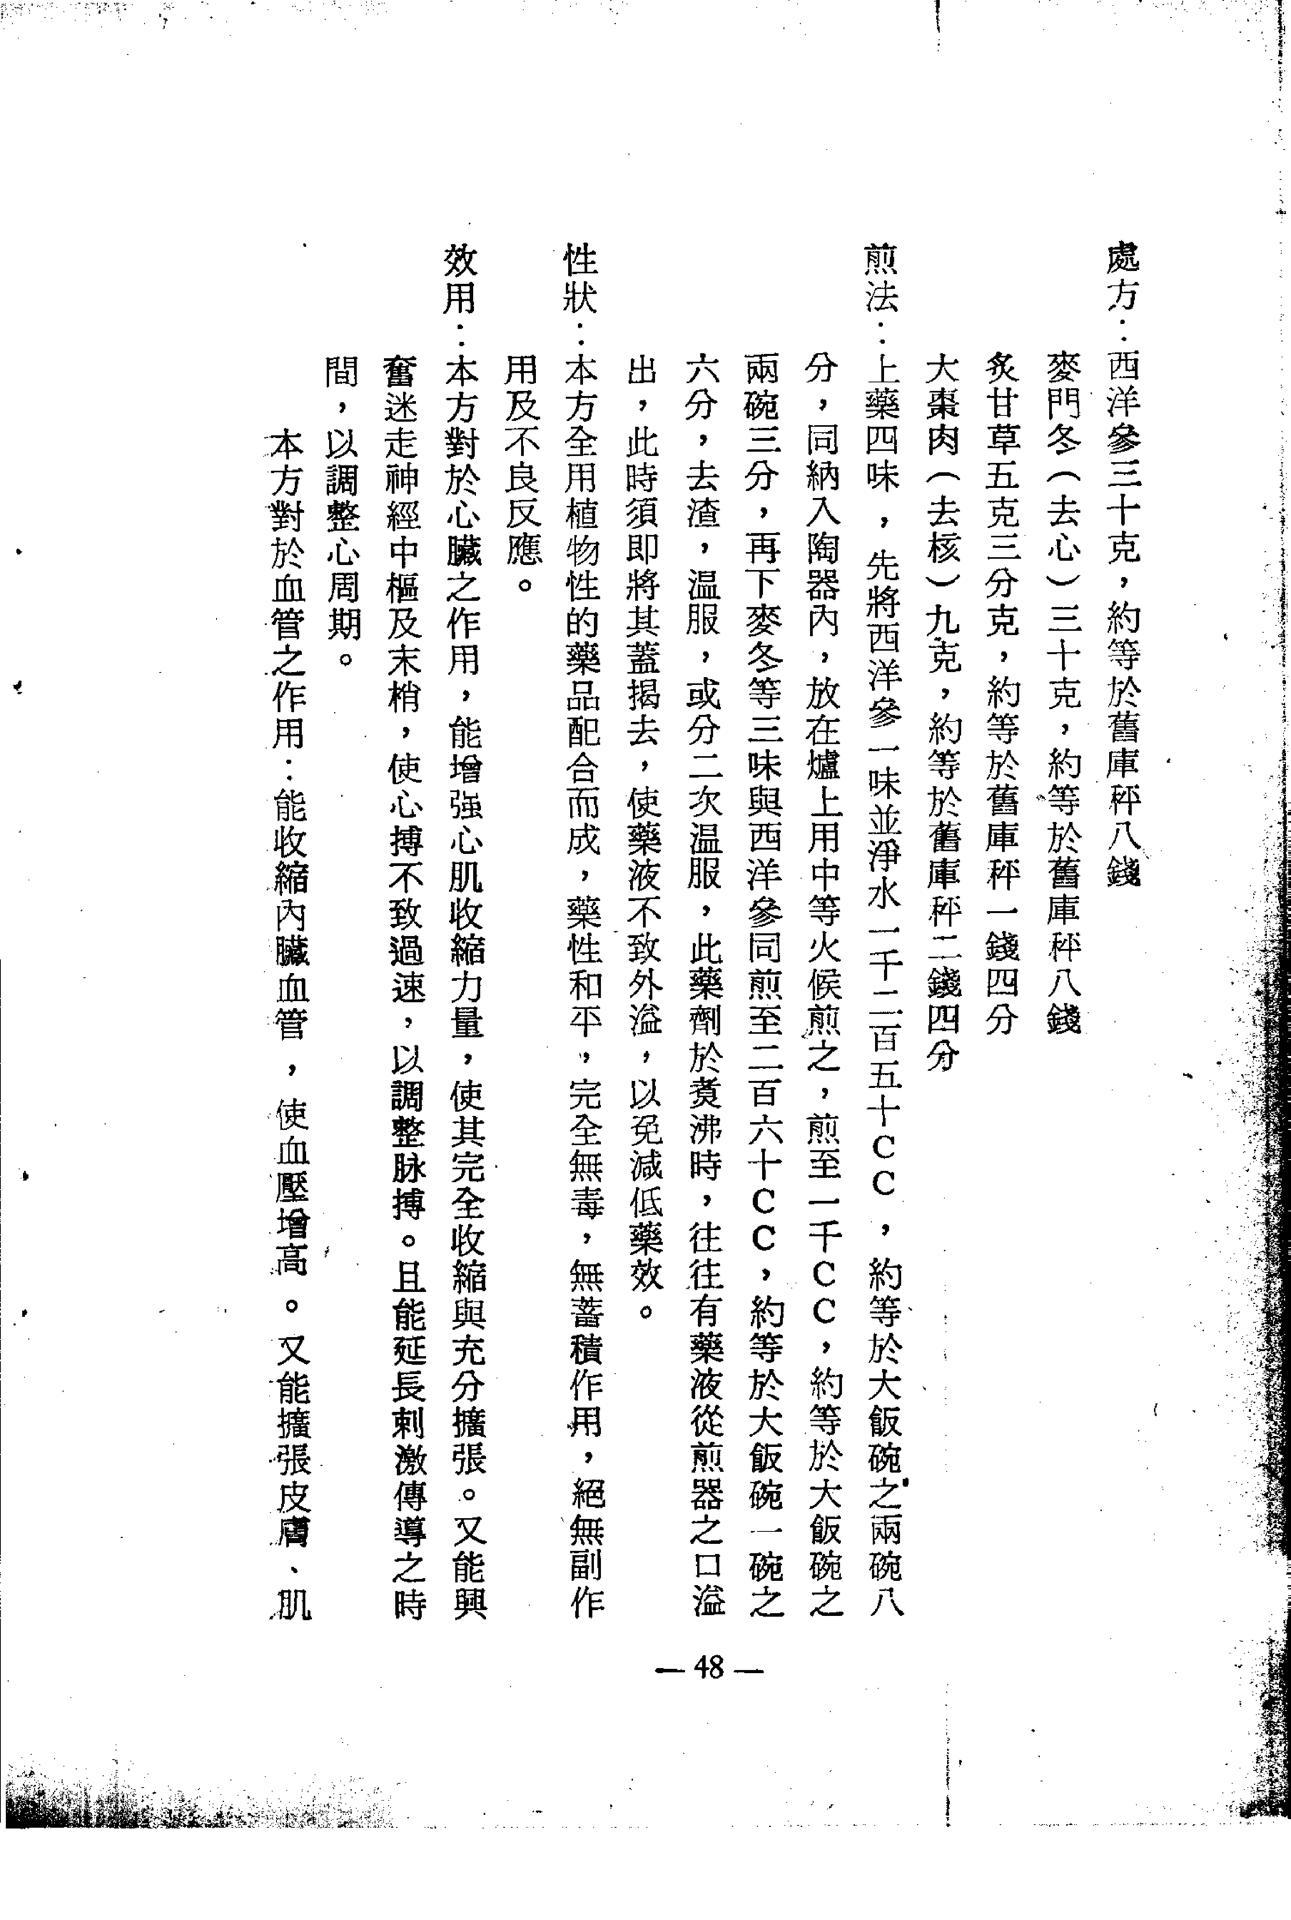 處方：西洋參三十克，約等於舊庫秤八錢
麥門冬（去心）三十克，約等於舊庫秤八錢
炙甘草五克三分克，約等於舊庫秤一錢四分
大棗肉（去核）九克，約等於舊庫秤二錢四分
煎法：上藥四味，先將西洋參一味並淨水一千二百五十CC，約等於大飯碗之兩碗八
分，同納入陶器內，放在爐上用中等火候煎之，煎至一千CC，約等於大飯碗之
兩碗三分，再下麥冬等三味與西洋參同煎至二百六十CC，約等於大飯碗一碗之
六分，去渣，温服，或分二次温服，此藥劑於煑沸時，往往有藥液從煎器之口溢
出，此時須即將其蓋揭去，使藥液不致外溢，以免減低藥效。
性狀：本方全用植物性的藥品配合而成，藥性和平，完全無毒，無蓄積作用，絕無副作
用及不良反應。
效用：本方對於心臟之作用，能增强心肌收縮力量，使其完全收縮與充分擴張。又能興
奮迷走神經中樞及末梢，使心搏不致過速，以調整脉搏。且能延長刺激傳導之時
間，以調整心周期。
本方對於血管之作用：能收縮內臟血管，使血壓增高。又能擴張皮膚、肌
— 48 —